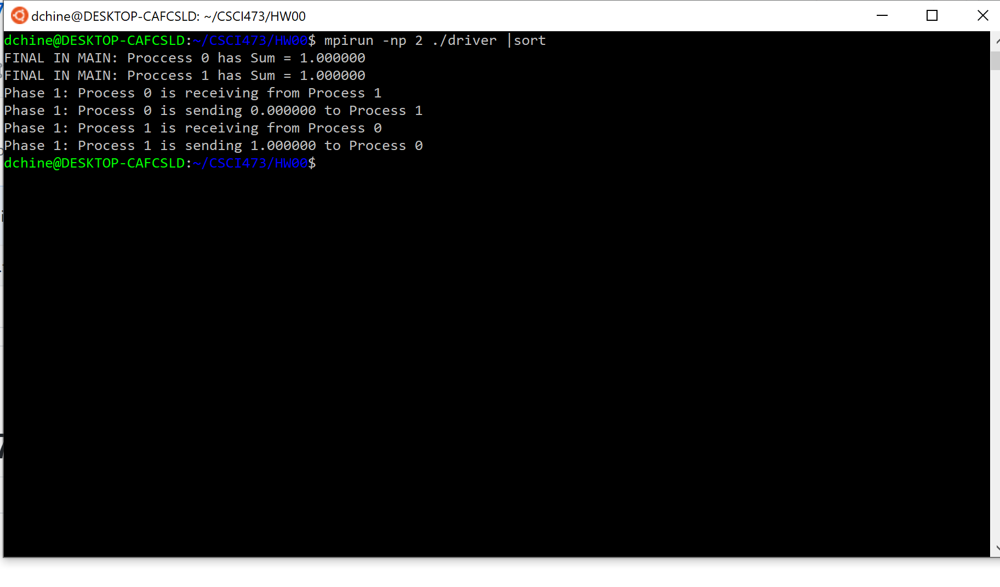 dchine@DESKTOP-CAFCSLD: ~/CSCI473/HW00
dchine@DESKTOP-CAFCSLD:~/CSCI473/HW00$ mpirun -np 2 ./driver |sort
FINAL IN MAIN: Proccess 0 has Sum = 1.000000
FINAL IN MAIN: Proccess 1 has Sum = 1.000000
Phase 1: Process 0 is receiving from Process 1
Phase 1: Process 0 is sending 0.000000 to Process 1
Phase 1: Process 1 is receiving from Process 0
Phase 1: Process 1 is sending 1.000000 to Process 0
dchine@DESKTOP-CAFCSLD:~/CSCI473/HW00$